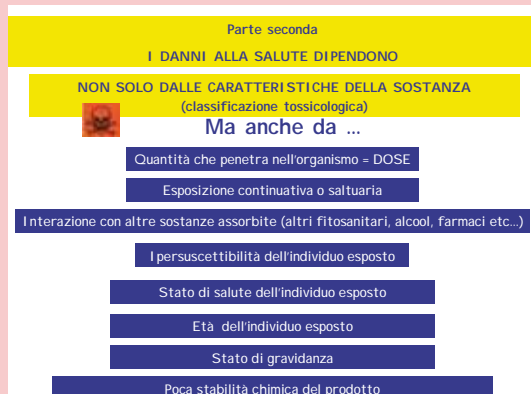 Parte seconda
I DANNI ALLA SALUTE DIPENDONO
NON SOLO DALLE CARATTERISTICHE DELLA SOSTANZA
(classificazione tossicologica)
Ma anche da ...
Quantità che penetra nell'organismo = DOSE
Esposizione continuativa o saltuaria
Interazione con altre sostanze assorbite (altri fitosanitari, alcool, farmaci etc...)
Ipersuscettibilità dell'individuo esposto
Stato di salute dell'individuo esposto
Età dell'individuo esposto
Stato di gravidanza
Poca stabilità chimica del prodotto